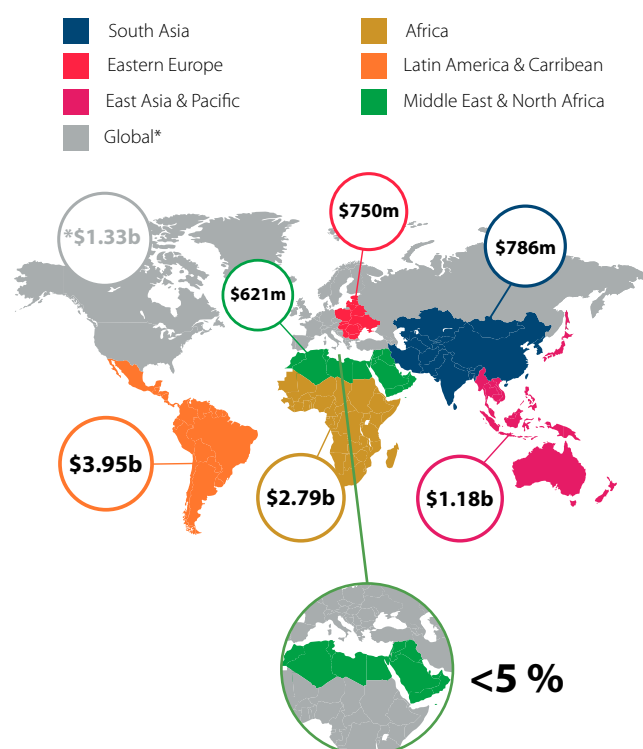 South Asia
Africa
Eastern Europe
Latin America & Carribean
East Asia & Pacific
Middle East & North Africa
Global*
*$1.33b
$750m
$786m
$621m
$3.95b
$2.79b
$1.18b
<5 %